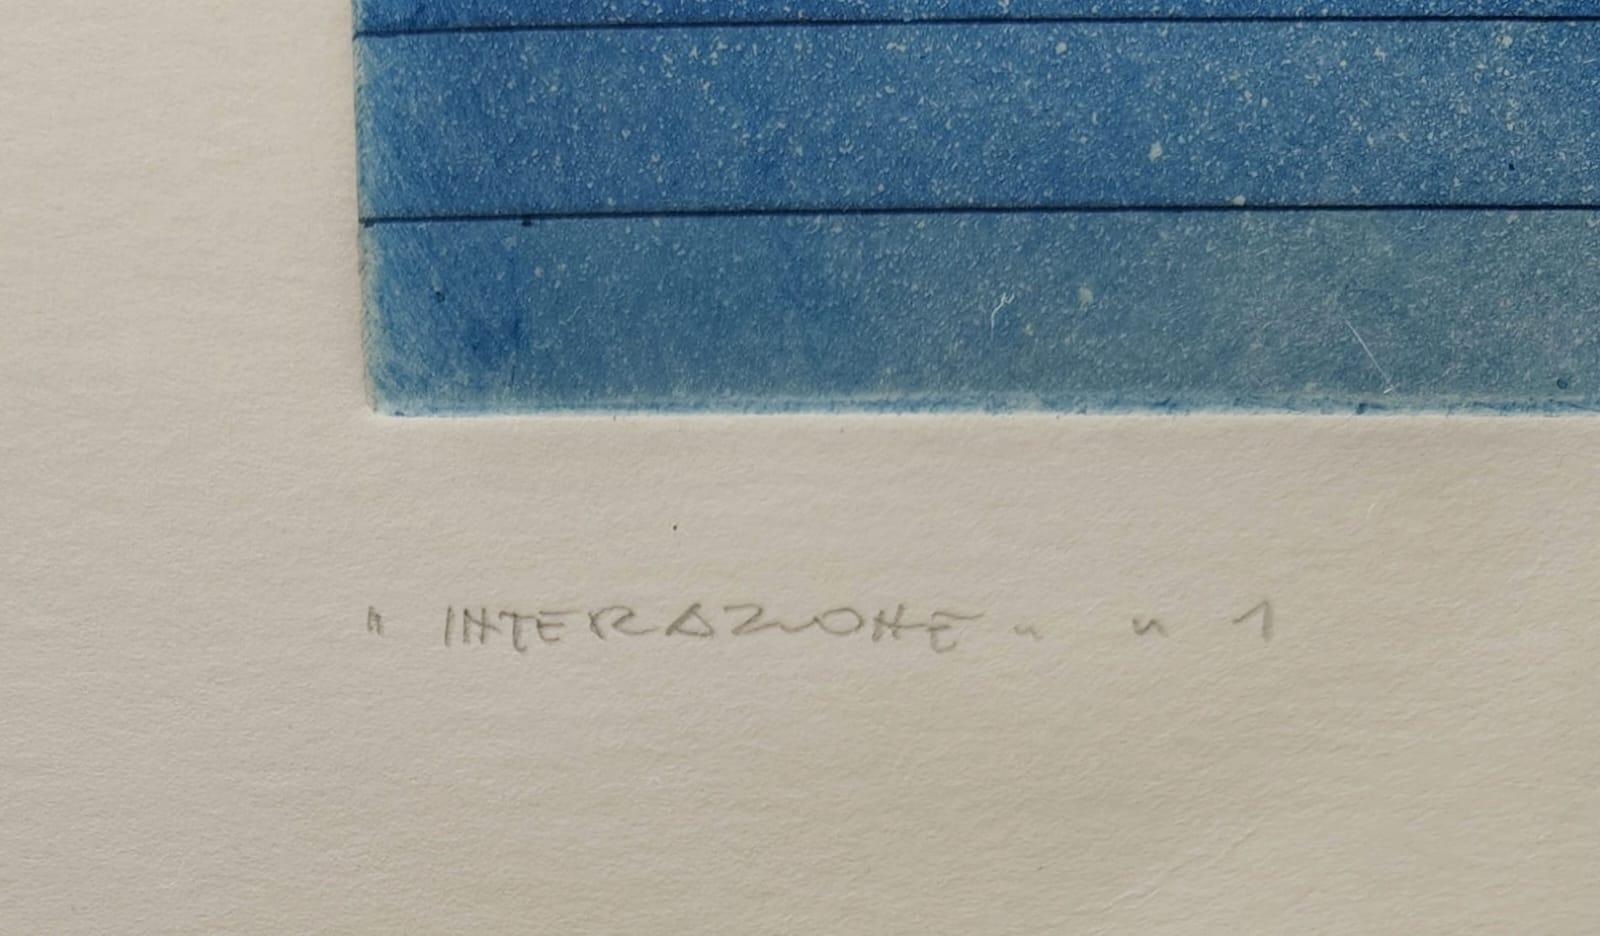 " INTERAZIONE " " 1